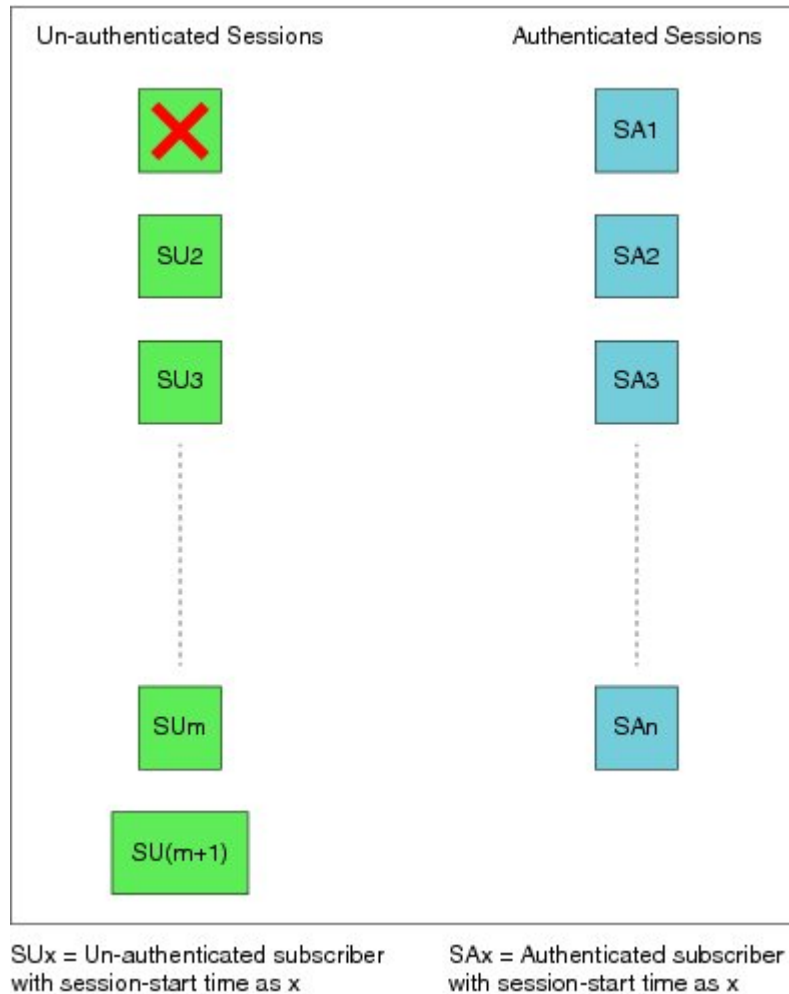 Un-authenticated Sessions
Authenticated Sessions
SA1
SU2
SA2
SU3
SA3
SUm
SAn
SU(m+1)
SUx = Un-authenticated subscriber
with session-start time as x
SAx = Authenticated subscriber
with session-start time as x